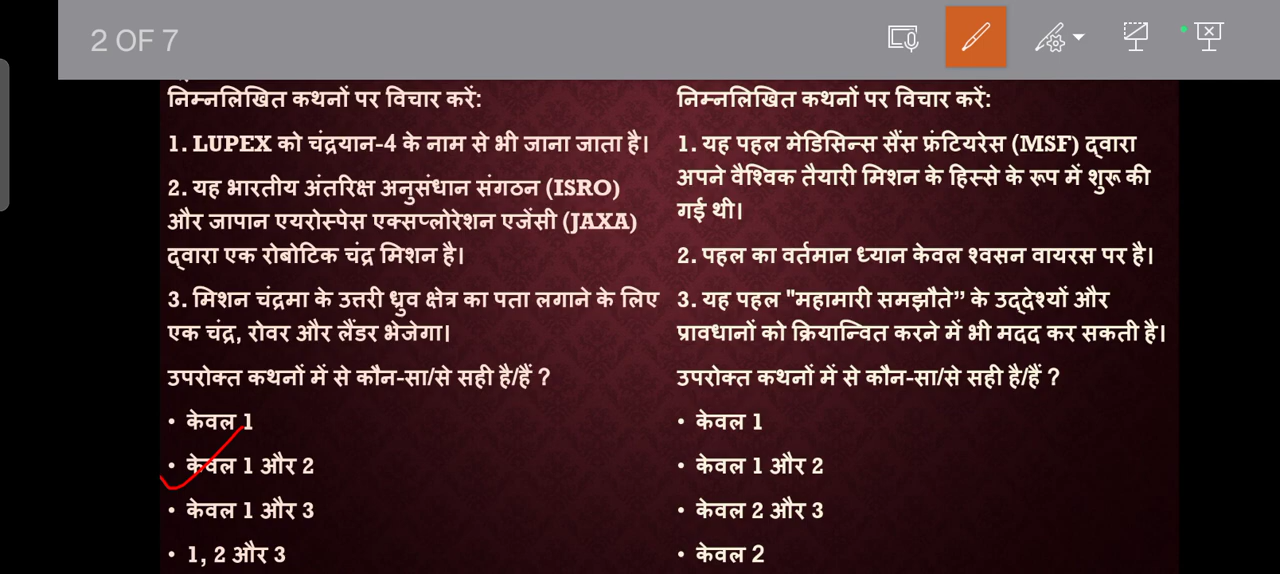 2 OF 7
निम्नलिखित कथनों पर विचार करें:
1. LUPEX को चंद्रयान-4 के नाम से भी जाना जाता है।
2. यह भारतीय अंतरिक्ष अनुसंधान संगठन (ISRO)
और जापान एयरोस्पेस एक्सप्लोरेशन एजेंसी (JAXA)
द्वारा एक रोबोटिक चंद्र मिशन है।
3. मिशन चंद्रमा के उत्तरी ध्रुव क्षेत्र का पता लगाने के लिए
एक चंद्र, रोवर और लैंडर भेजेगा।
उपरोक्त कथनों में से कौन-सा/से सही है/हैं ?
• केवल 1
• केवल 1 और 2
• केवल 1 और 3
• 1, 2 और 3
निम्नलिखित कथनों पर विचार करें:
1. यह पहल मेडिसिन्स सैंस फ्रंटियरेस (MSF) द्वारा
अपने वैश्विक तैयारी मिशन के हिस्से के रूप में शुरू की
गई थी।
2. पहल का वर्तमान ध्यान केवल श्वसन वायरस पर है।
3. यह पहल "महामारी समझौते” के उद्देश्यों और
प्रावधानों को क्रियान्वित करने में भी मदद कर सकती है।
उपरोक्त कथनों में से कौन-सा/से सही है/हैं ?
• केवल 1
• केवल 1 और 2
• केवल 2 और 3
• केवल 2